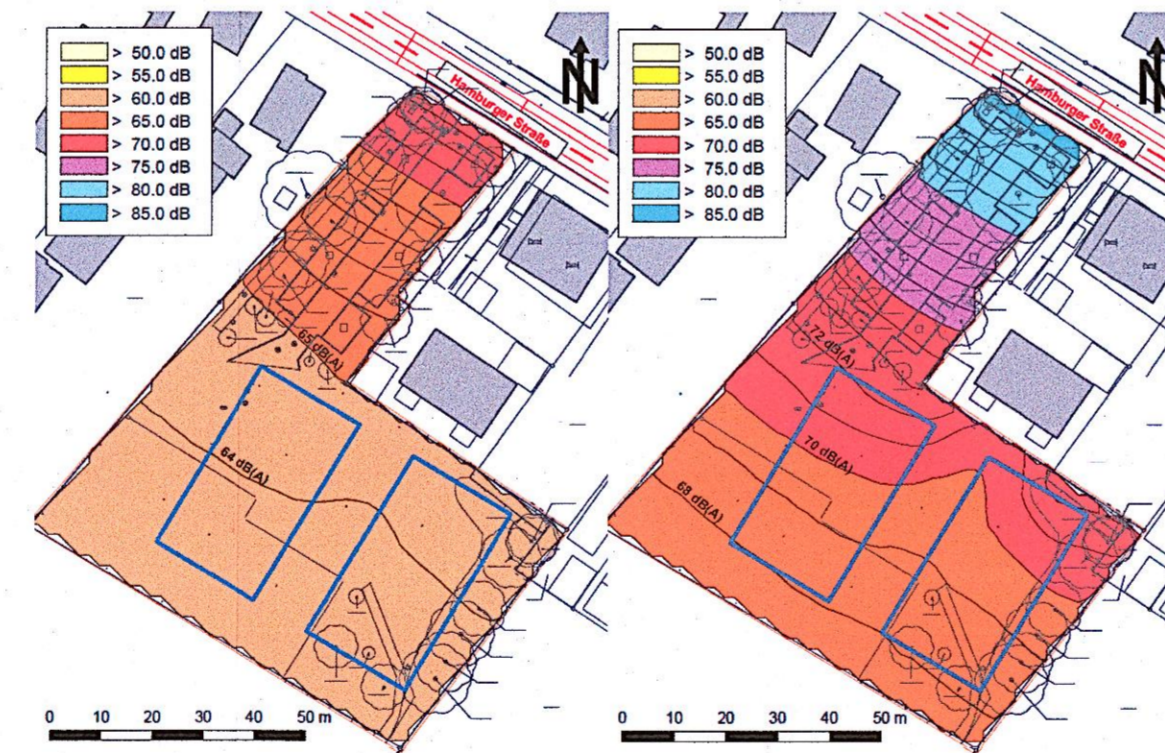 > 50.0 dB
> 55.0 dB
> 60.0 dB
> 65.0 dB
> 70.0 dB
> 75.0 dB
> 80.0 dB
> 85.0 dB
N
Hamburger Straße
65 dB(A)
64 dB(A)
0 10 20 30 40 50 m
> 50.0 dB
> 55.0 dB
> 60.0 dB
> 65.0 dB
> 70.0 dB
> 75.0 dB
> 80.0 dB
> 85.0 dB
N
Hamburger Straße
72 dB(A)
70 dB(A)
68 dB(A)
0 10 20 30 40 50 m